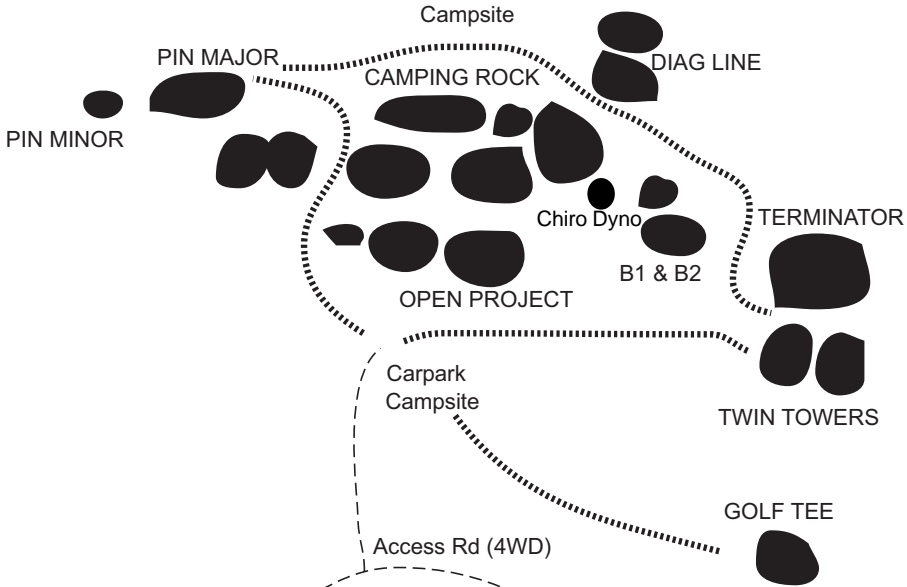 Campsite
PIN MAJOR
DIAG LINE
CAMPING ROCK
PIN MINOR
Chiro Dyno
TERMINATOR
B1 & B2
OPEN PROJECT
Carpark
Campsite
TWIN TOWERS
GOLF TEE
Access Rd (4WD)